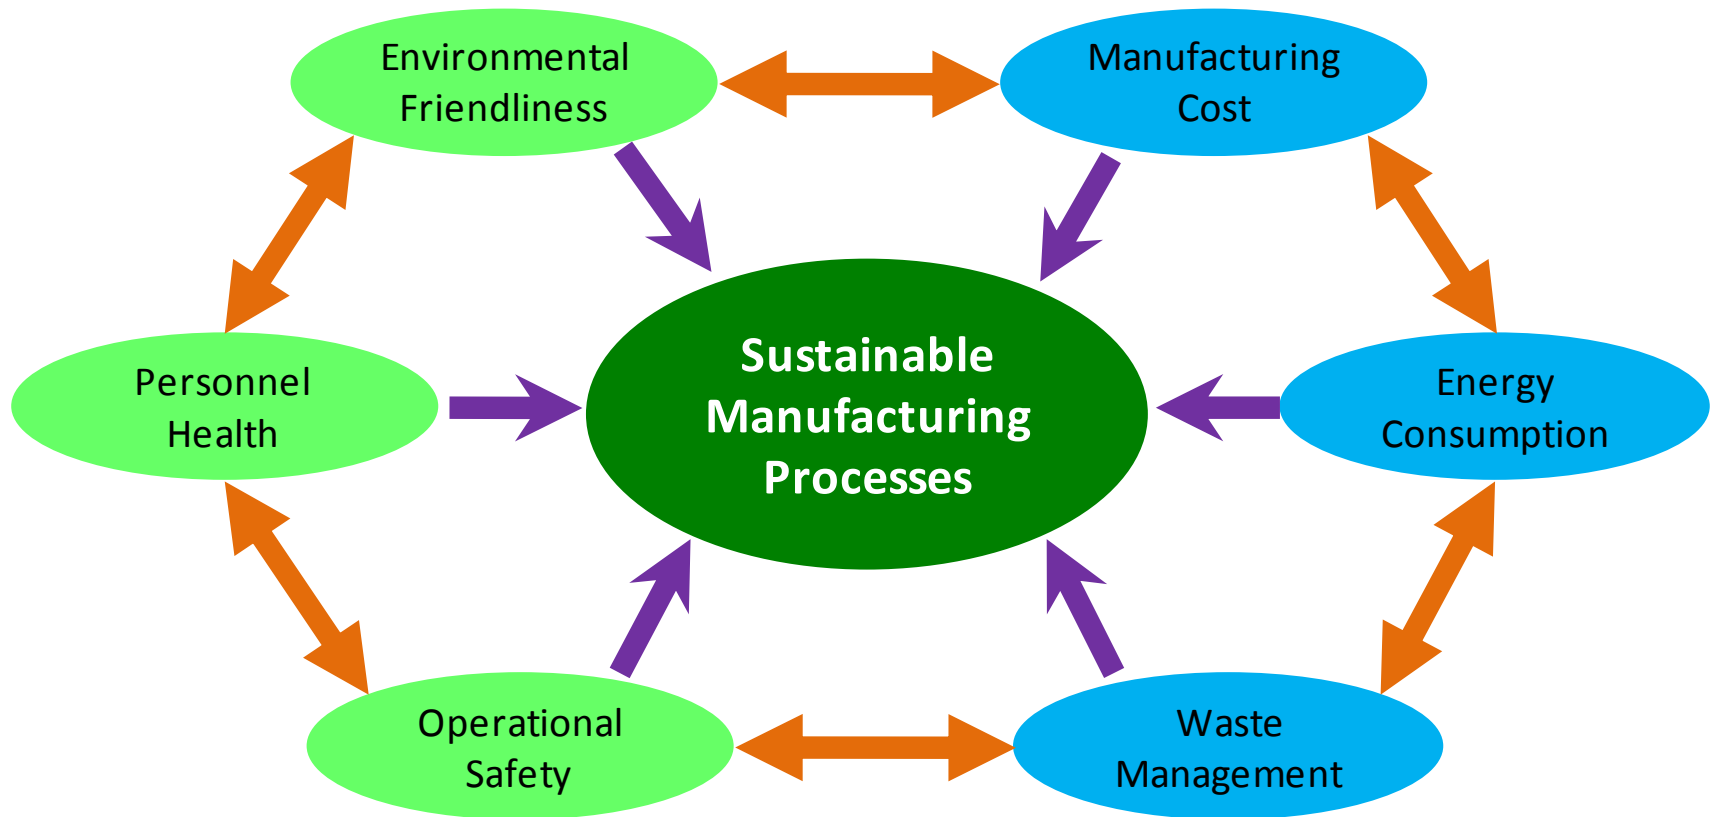 Environmental
Friendliness
Manufacturing
Cost
Personnel
Health
Sustainable
Manufacturing
Processes
Energy
Consumption
Operational
Safety
Waste
Management